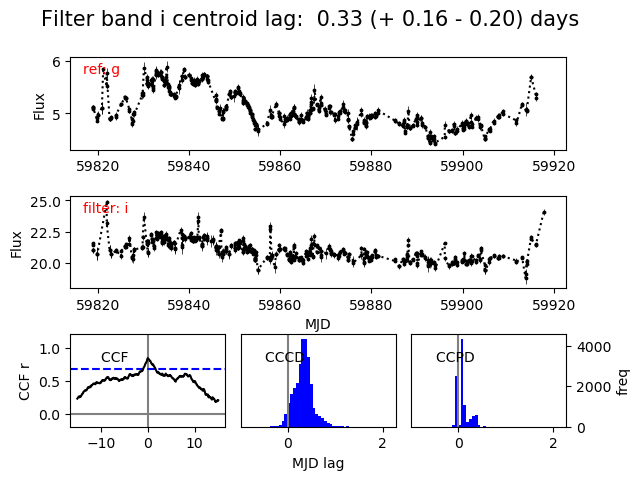 Filter band i centroid lag:  0.33 (+ 0.16 - 0.20) days
6
5
Flux
ref: g
59820 59840 59860 59880 59900 59920
25.0
22.5
20.0
Flux
filter: i
59820 59840 59860 59880 59900 59920
MJD
1.0
0.5
0.0
CCF r
CCF
−10 0 10
CCCD
0 2
MJD lag
CCPD
0 2
4000
2000
0
freq